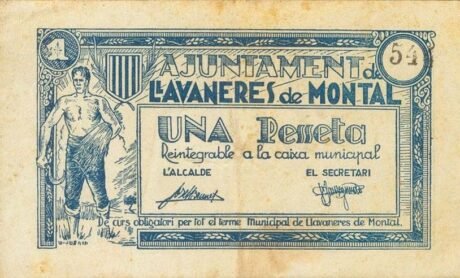 1
AJUNTAMENT de
LLAVANERES de MONTAL
54
UNA Pesseta
Reintegrable a la caixa municipal
L'ALCALDE
EL SECRETARI
De curs obligatori per tot el terme Municipal de Llavaneres de Montal.